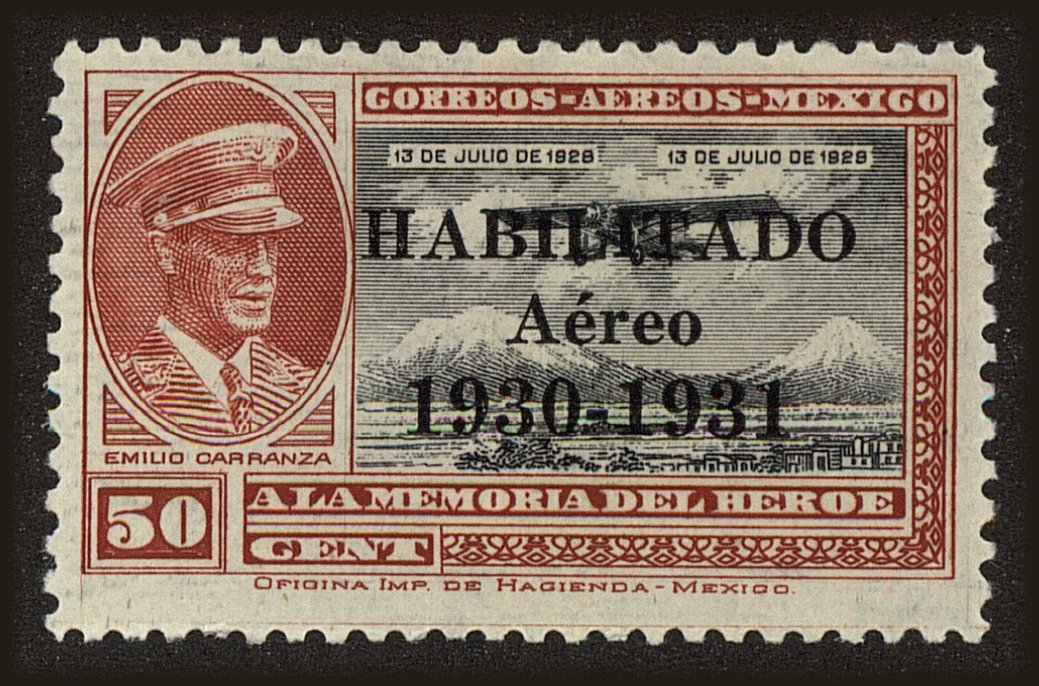 CORREOS-AEREOS-MEXICO
13 DE JULIO DE 1928 13 DE JULIO DE 1929
HABILITADO
Aéreo
1930-1931
EMILIO CARRANZA
50
A LA MEMORIA DEL HEROE
CENT
OFICINA IMP. DE HACIENDA-MEXICO.